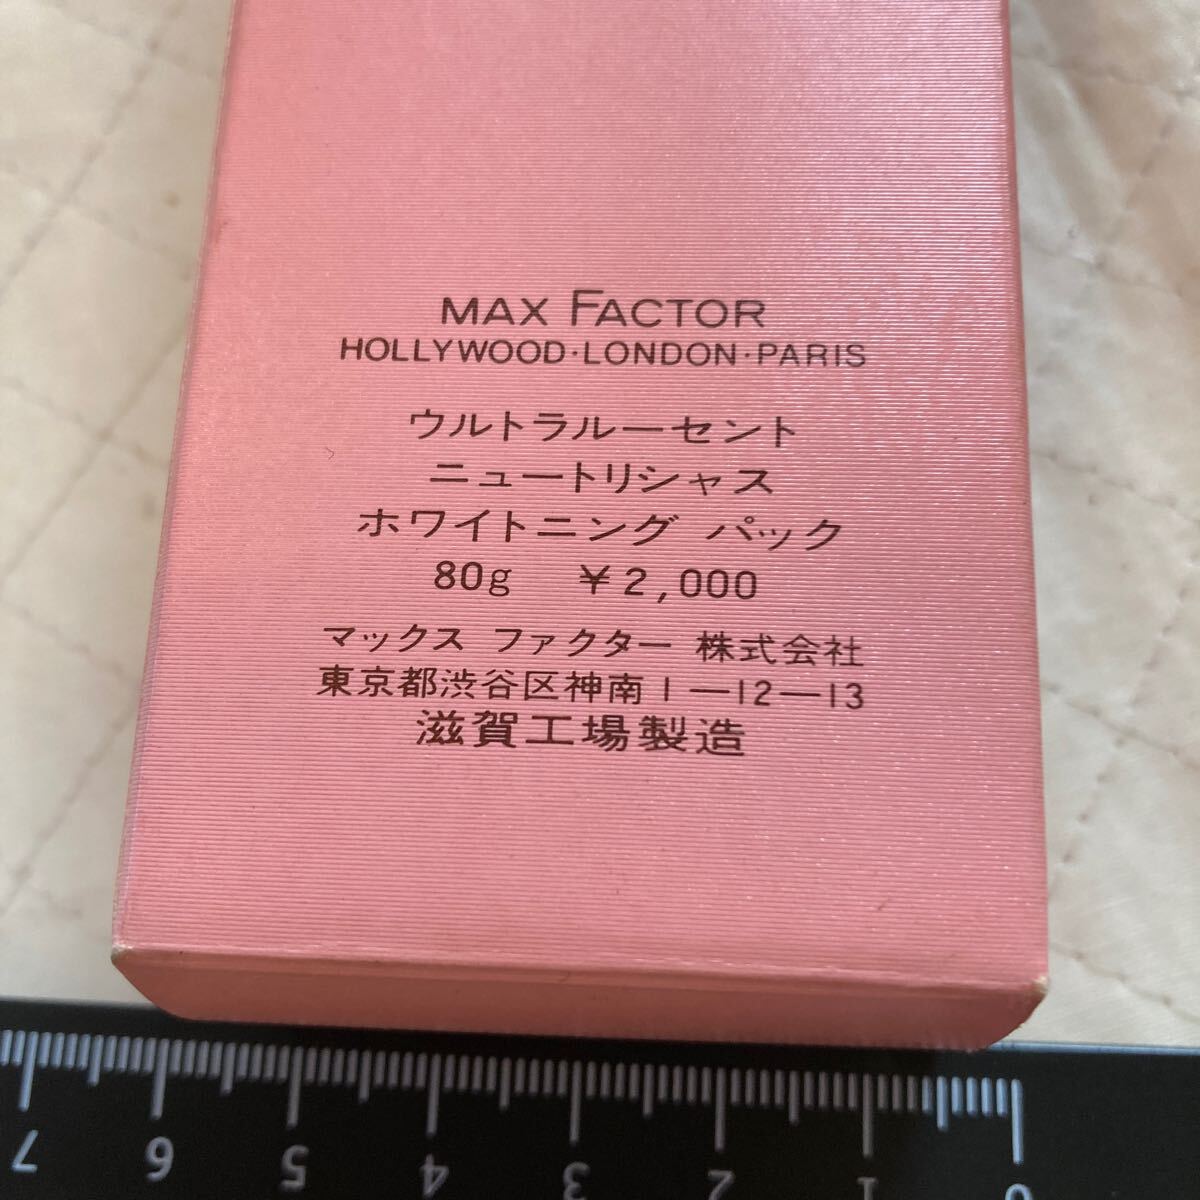 MAX FACTOR
HOLLYWOOD・LONDON・PARIS
ウルトラルーセント
ニュートリシャス
ホワイトニング パック
80g ￥2,000
マックス ファクター 株式会社
東京都渋谷区神南1—12—13
滋賀工場製造
7 6 5 4 3 2 1 0